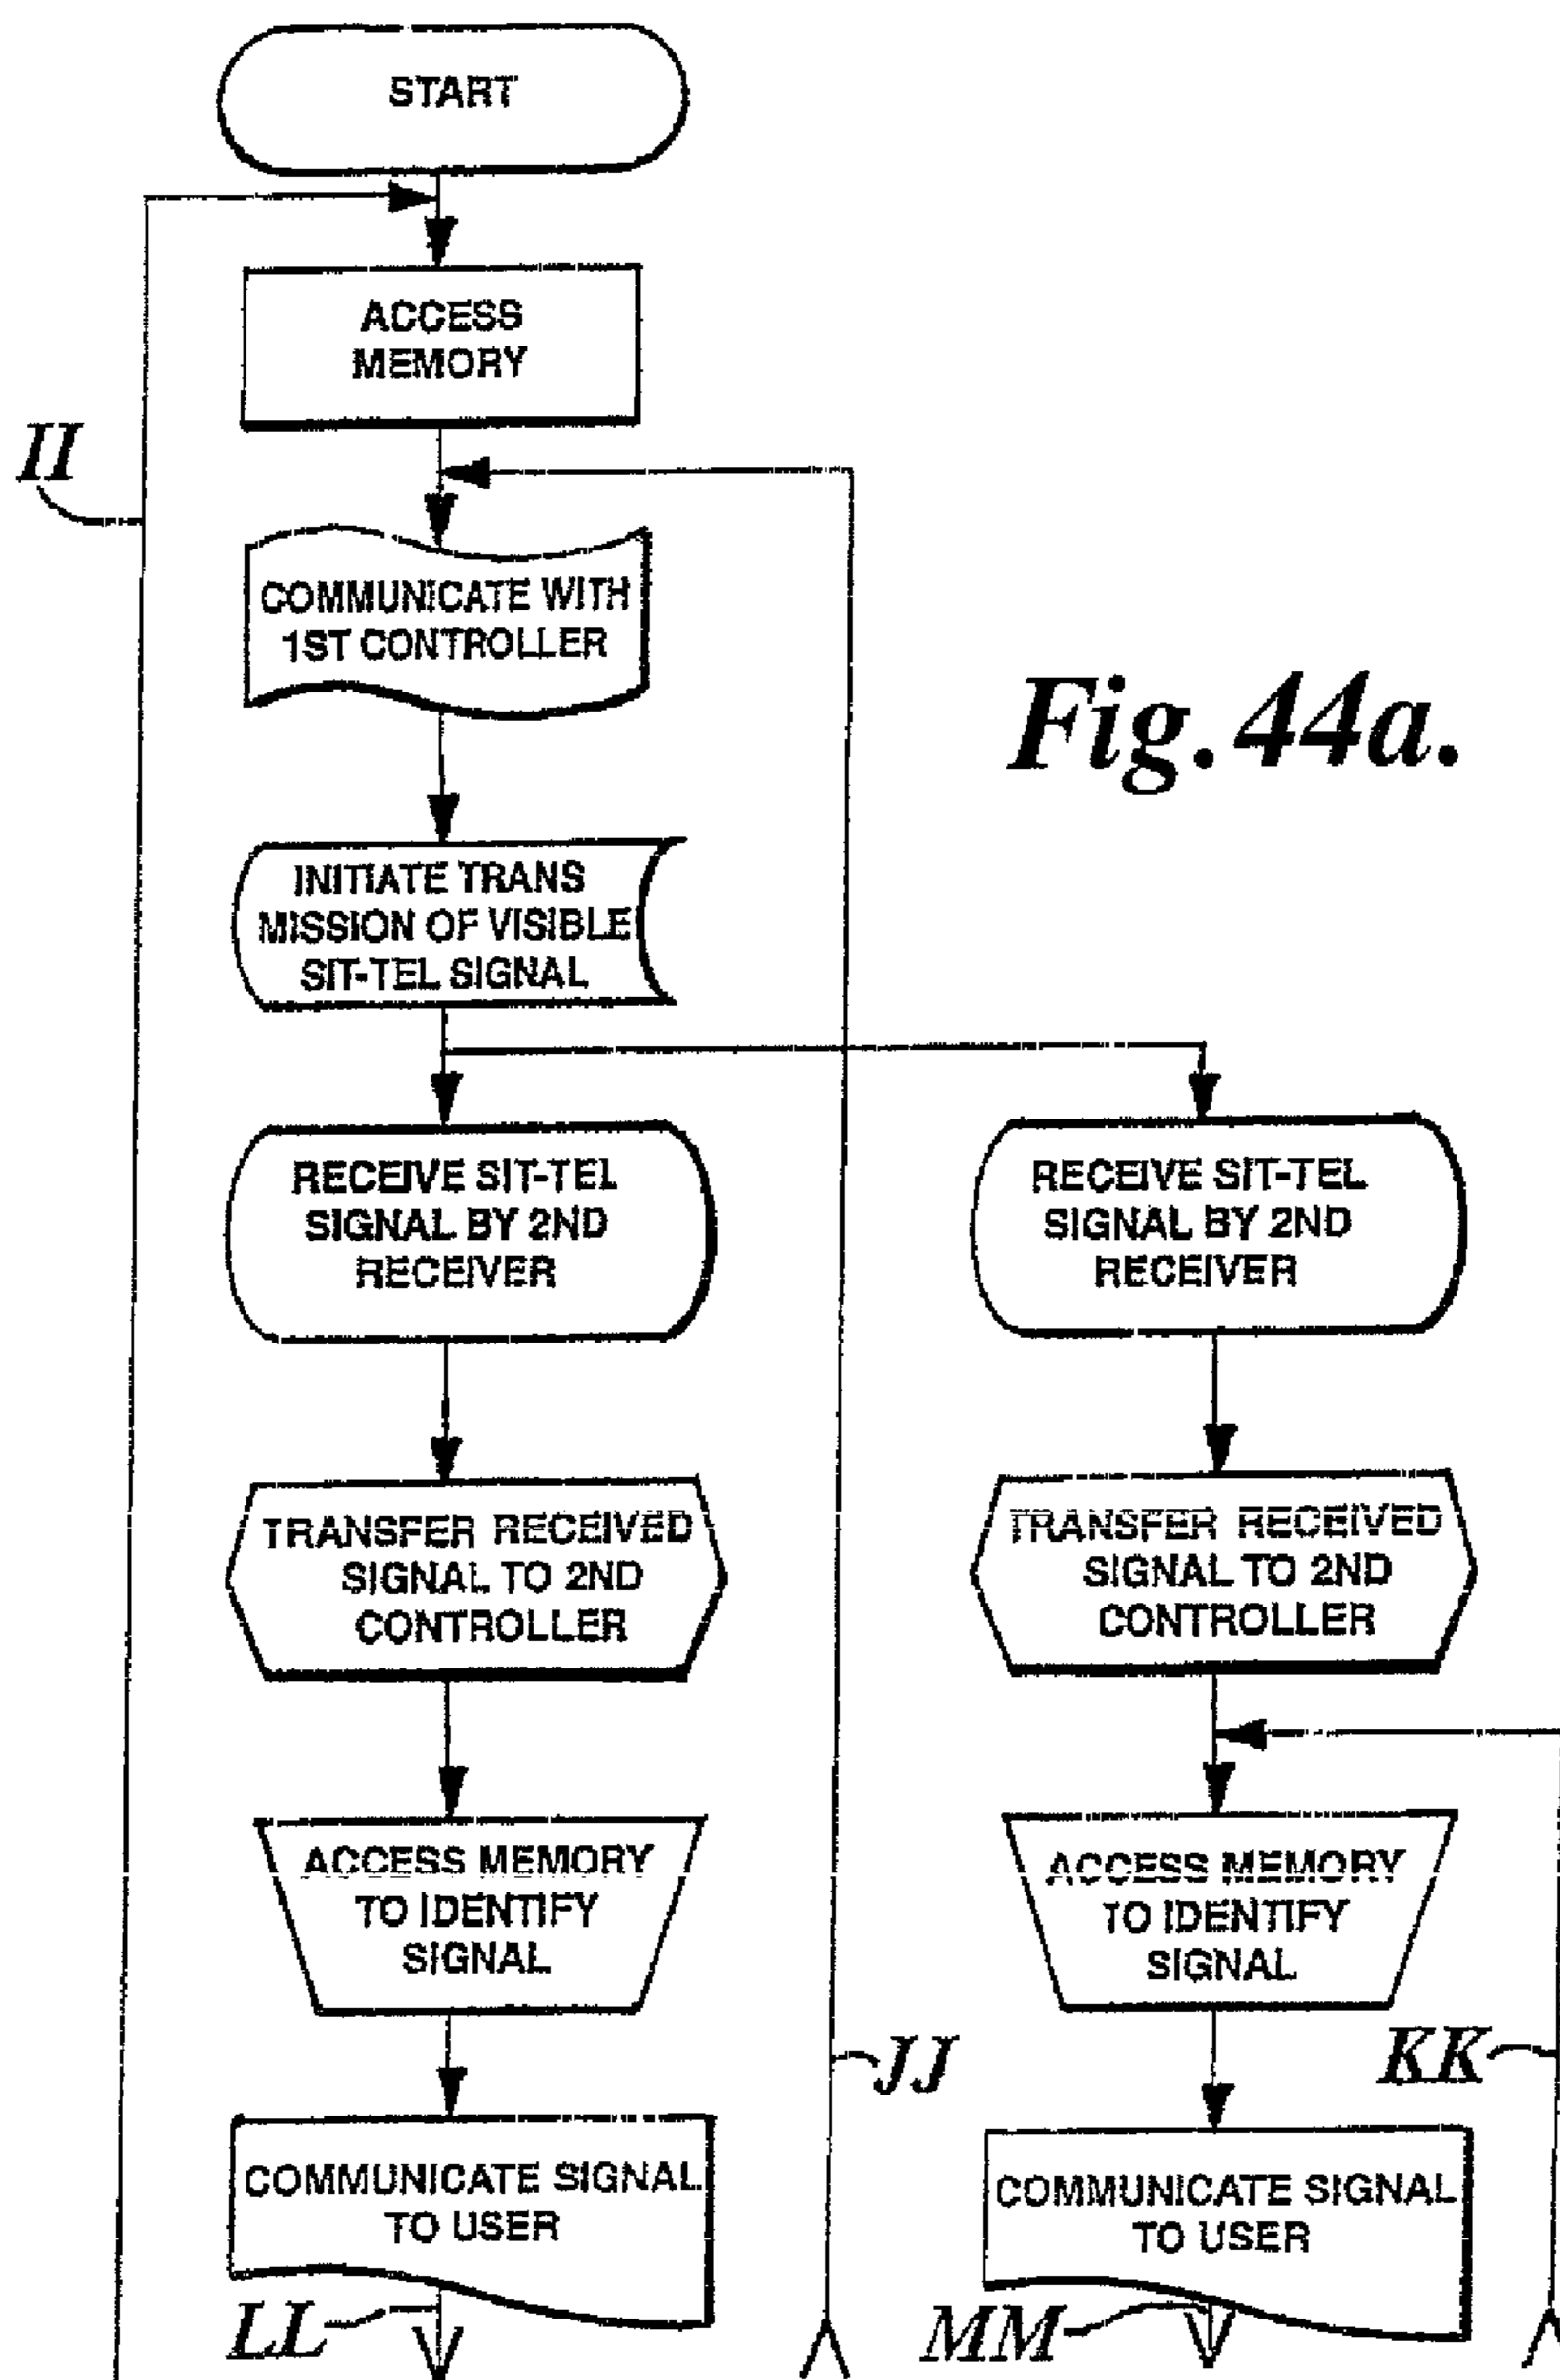 START
ACCESS
MEMORY
II
COMMUNICATE WITH
1ST CONTROLLER
Fig. 44a.
INITIATE TRANS
MISSION OF VISIBLE
SIT-TEL SIGNAL
RECEIVE SIT-TEL
SIGNAL BY 2ND
RECEIVER
RECEIVE SIT-TEL
SIGNAL BY 2ND
RECEIVER
TRANSFER RECEIVED
SIGNAL TO 2ND
CONTROLLER
TRANSFER RECEIVED
SIGNAL TO 2ND
CONTROLLER
ACCESS MEMORY
TO IDENTIFY
SIGNAL
ACCESS MEMORY
TO IDENTIFY
SIGNAL
JJ
KK
COMMUNICATE SIGNAL
TO USER
COMMUNICATE SIGNAL
TO USER
LL
MM